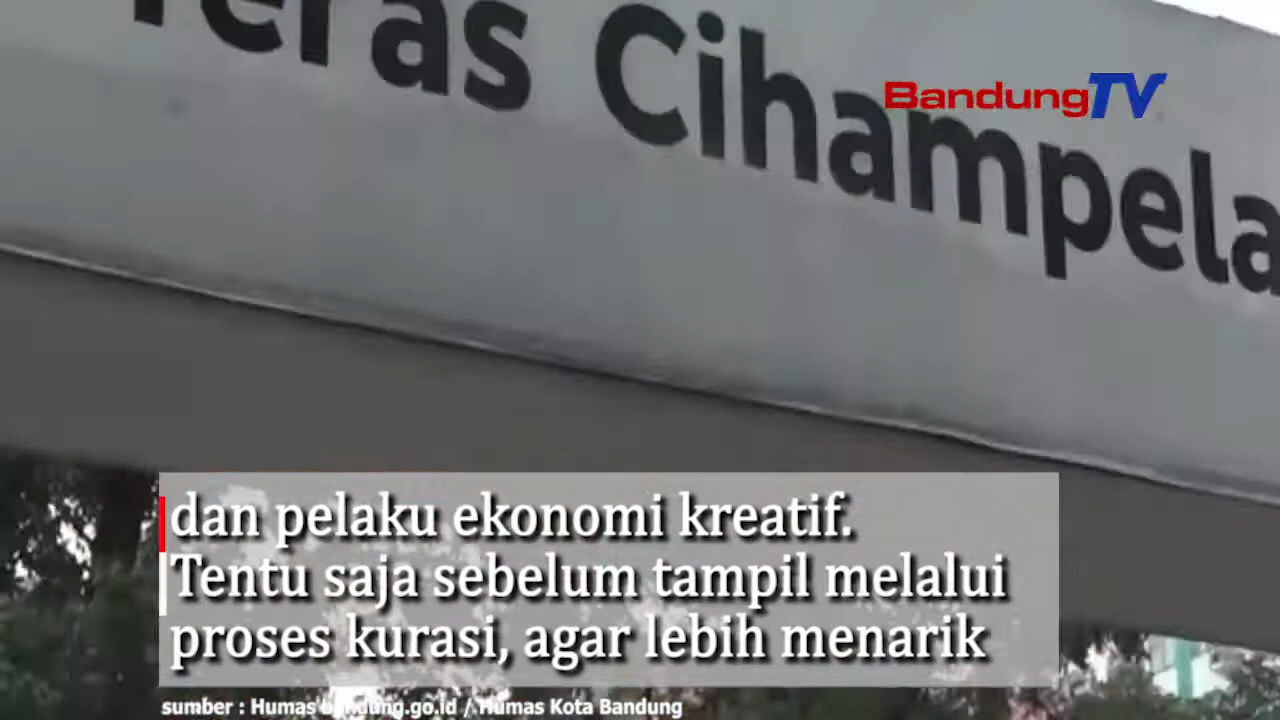 eras Cihampela
BandungTV
dan pelaku ekonomi kreatif.
Tentu saja sebelum tampil melalui
proses kurasi, agar lebih menarik
sumber : Humas bandung.go.id / Humas Kota Bandung